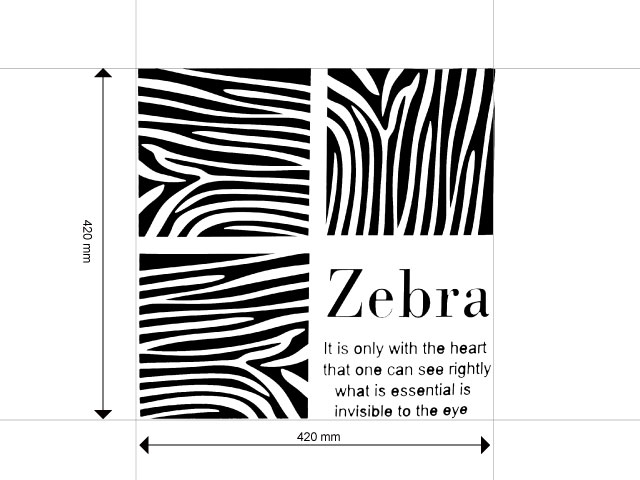 420 mm
Zebra
It is only with the heart
that one can see rightly
what is essential is
invisible to the eye
420 mm